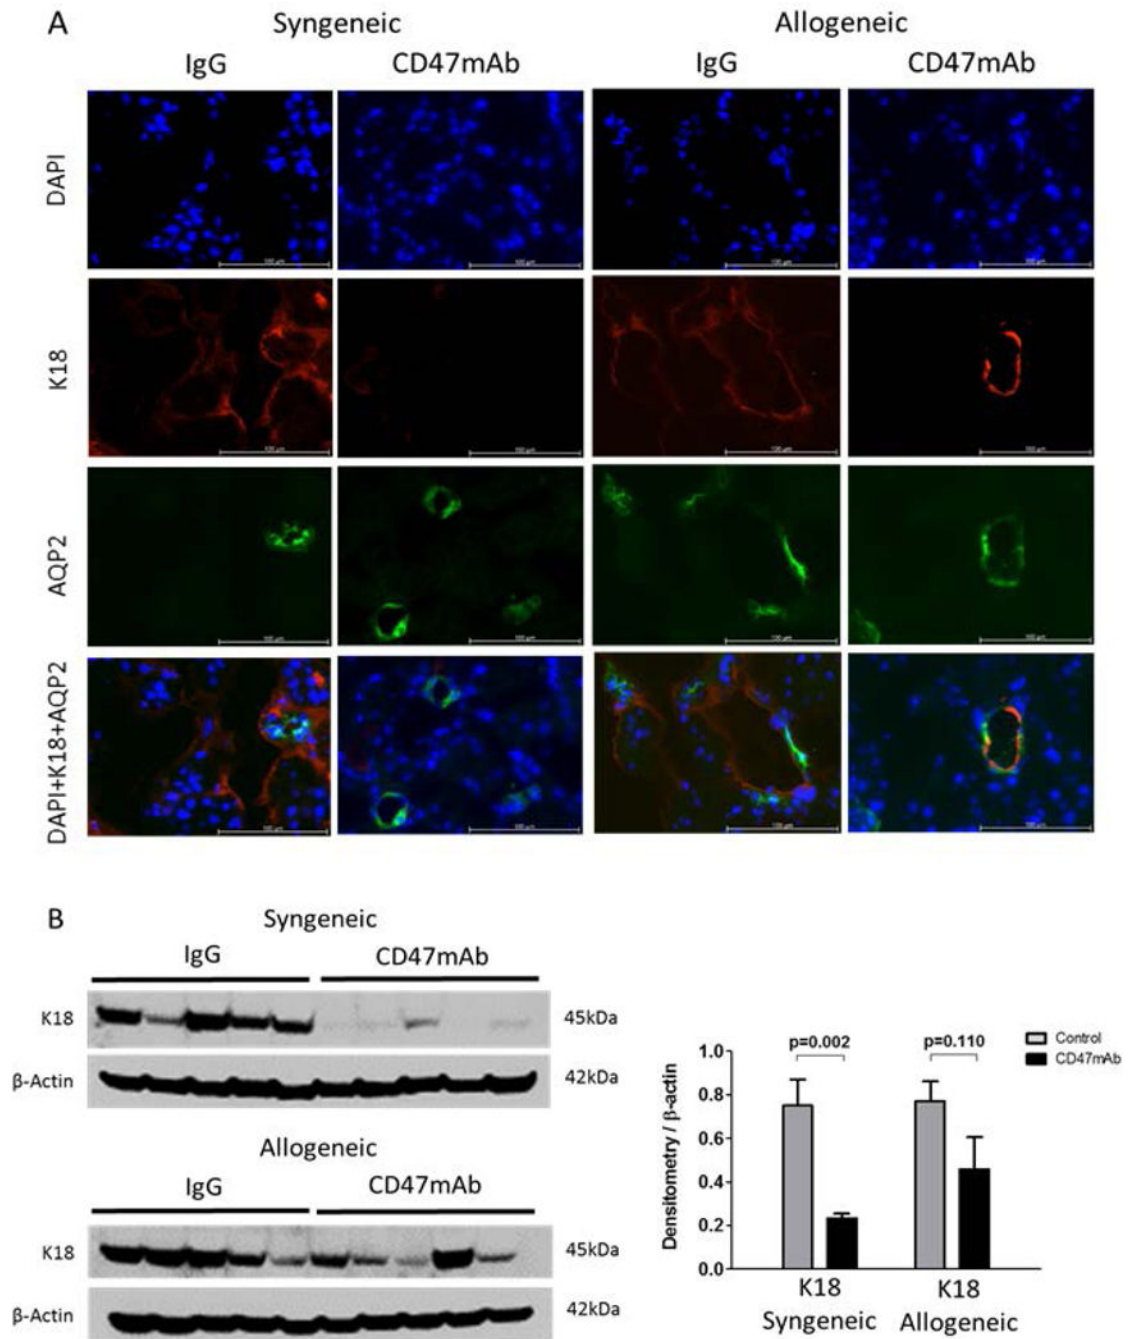 A
Syngeneic
Allogeneic
IgG
CD47mAb
IgG
CD47mAb
DAPI
K18
AQP2
DAPI+K18+AQP2
100 µm
B
Syngeneic
IgG
CD47mAb
K18
45kDa
β-Actin
42kDa
Allogeneic
IgG
CD47mAb
K18
45kDa
β-Actin
42kDa
p=0.002
p=0.110
Control
CD47mAb
Densitometry / β-actin
1.0
0.8
0.6
0.4
0.2
0.0
K18
Syngeneic
K18
Allogeneic